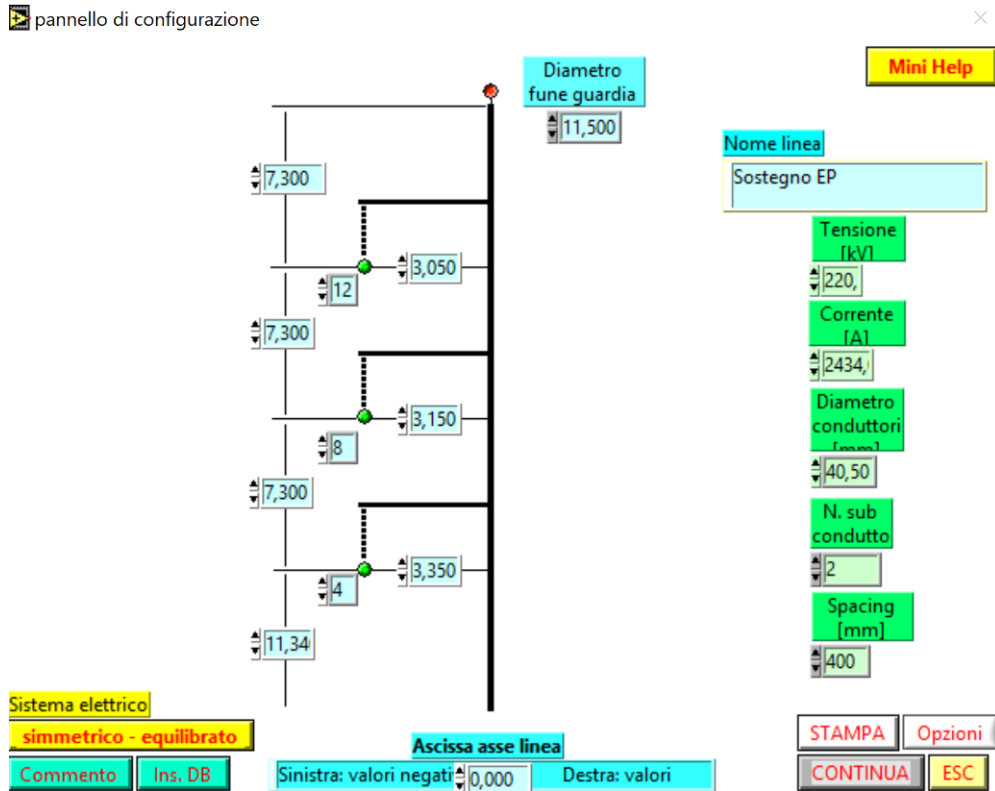 pannello di configurazione
Mini Help
Diametro
fune guardia
11,500
Nome linea
Sostegno EP
7,300
Tensione
[kV]
220,
3,050
12
Corrente
[A]
2434,
7,300
Diametro
conduttori
[mm]
40,50
3,150
8
7,300
N. sub
condutto
2
3,350
4
Spacing
[mm]
400
11,34
Sistema elettrico
simmetrico - equilibrato
Ascissa asse linea
STAMPA
Opzioni
Commento
Ins. DB
Sinistra: valori negati
0,000
Destra: valori
CONTINUA
ESC